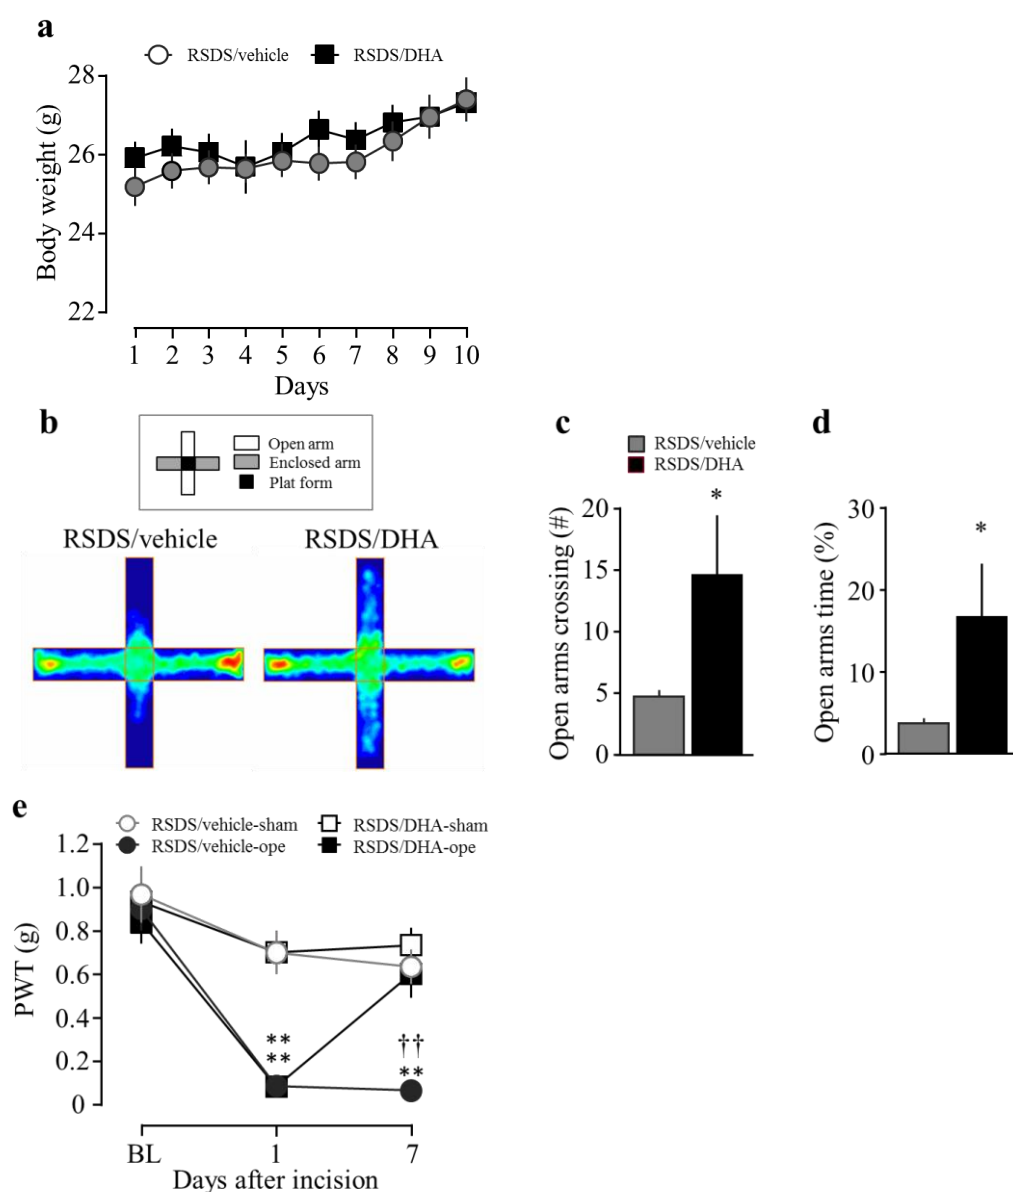 a
RSDS/vehicle RSDS/DHA
28
26
24
22
Body weight (g)
1 2 3 4 5 6 7 8 9 10
Days
b
Open arm
Enclosed arm
Plat form
RSDS/vehicle RSDS/DHA
c
RSDS/vehicle
RSDS/DHA
*
20
15
10
5
0
Open arms crossing (#)
d
*
30
20
10
0
Open arms time (%)
e
RSDS/vehicle-sham RSDS/DHA-sham
RSDS/vehicle-ope RSDS/DHA-ope
1.2
1.0
0.8
0.6
0.4
0.2
0
PWT (g)
** ††
** **
BL 1 7
Days after incision